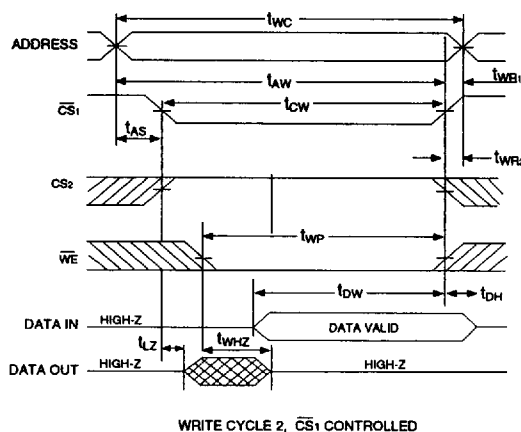 tWC
ADDRESS
tAW
tWR1
CS1
tCW
tAS
tWR2
CS2
tWP
WE
tDW
tDH
DATA IN HIGH-Z DATA VALID
tLZ
tWHZ
DATA OUT HIGH-Z HIGH-Z
WRITE CYCLE 2, CS1 CONTROLLED